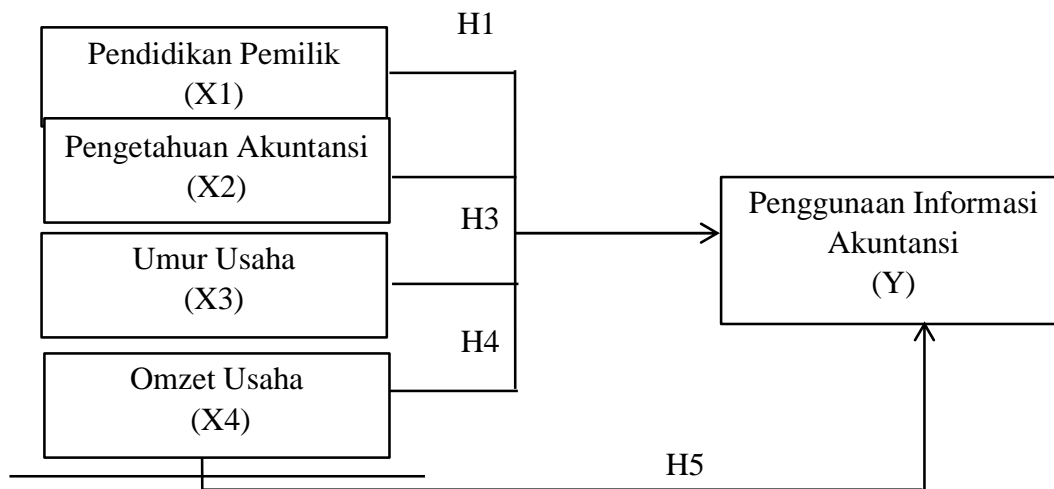 H1
Pendidikan Pemilik
(X1)
Pengetahuan Akuntansi
(X2)
H3
Umur Usaha
(X3)
H4
Omzet Usaha
(X4)
Penggunaan Informasi
Akuntansi
(Y)
H5